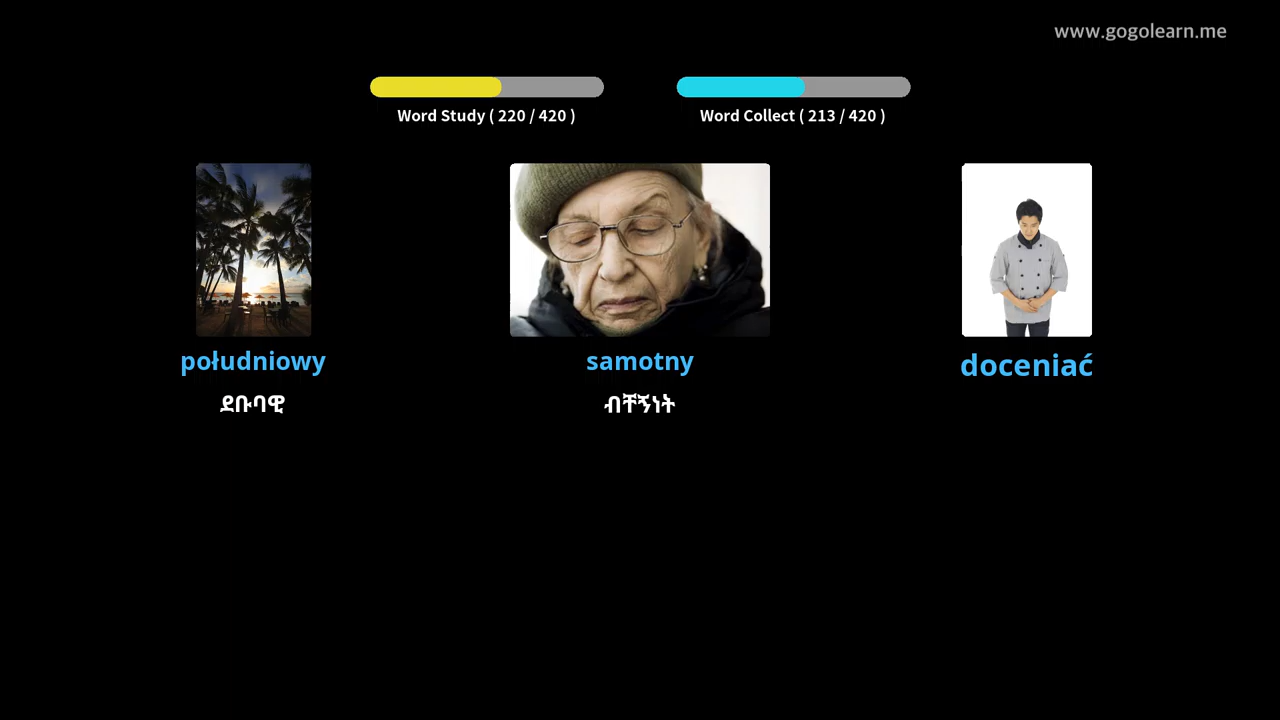 www.gogolearn.me
Word Study ( 220 / 420 )
Word Collect ( 213 / 420 )
południowy
samotny
doceniać
ደቡባዊ
ብቸኝነት